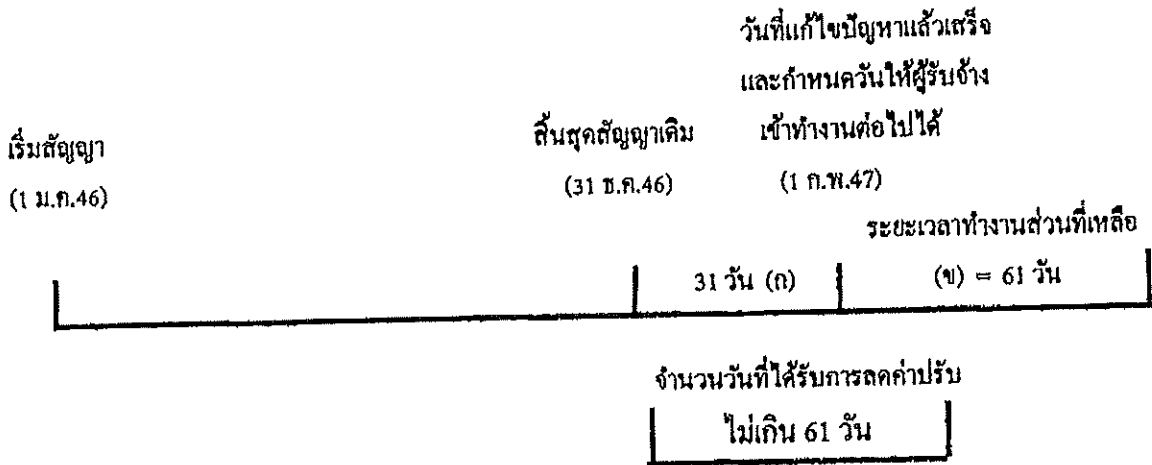 วันที่แก้ไขปัญหาแล้วเสร็จ
และกำหนดวันให้ผู้รับจ้าง
เริ่มสัญญา
สิ้นสุดสัญญาเดิม
เข้าทำงานต่อไปได้
(1 ม.ค.46)
(31 ธ.ค.46)
(1 ก.พ.47)
ระยะเวลาทำงานส่วนที่เหลือ
31 วัน (ก)
(ข) = 61 วัน
จำนวนวันที่ได้รับการลดค่าปรับ
ไม่เกิน 61 วัน